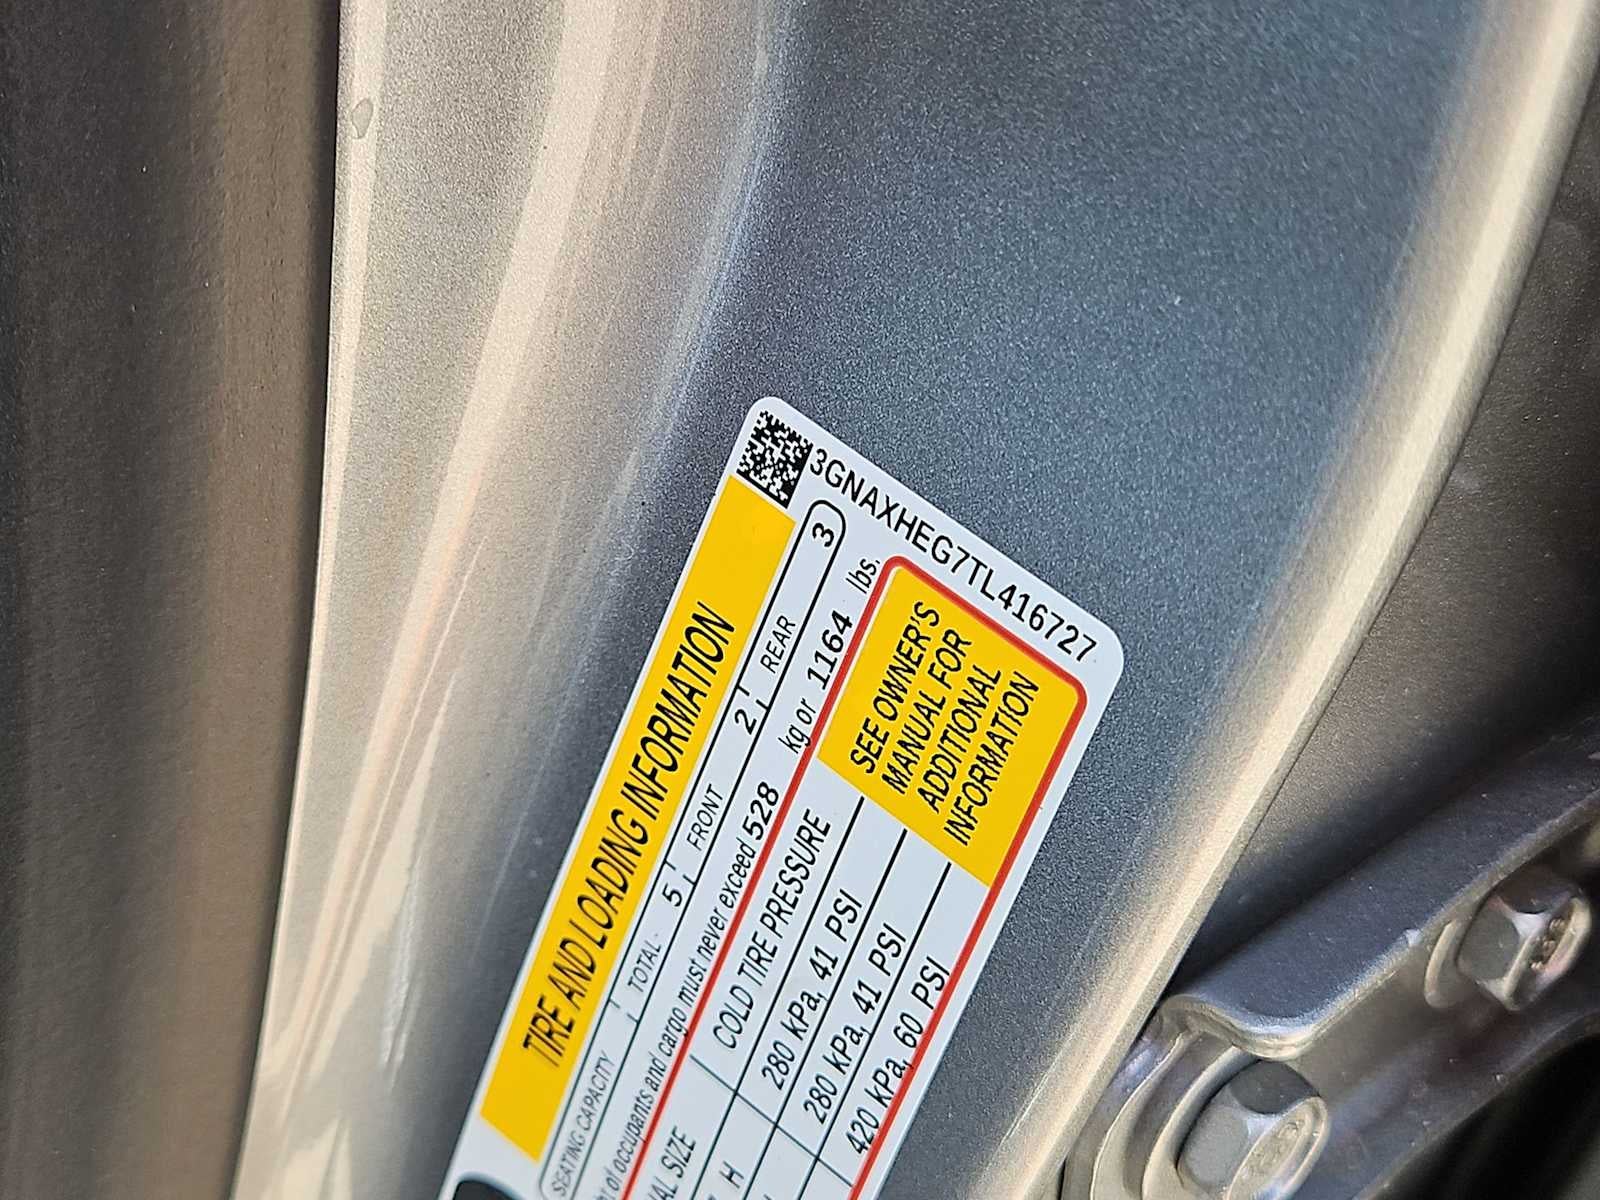 3GNAXHEG7TL416727
TIRE AND LOADING INFORMATION
SEATING CAPACITY TOTAL 5 FRONT 2 REAR 3
of occupants and cargo must never exceed 528 kg or 1164 lbs.
SIZE COLD TIRE PRESSURE
H 280 kPa, 41 PSI
280 kPa, 41 PSI
420 kPa, 60 PSI
SEE OWNER'S
MANUAL FOR
ADDITIONAL
INFORMATION